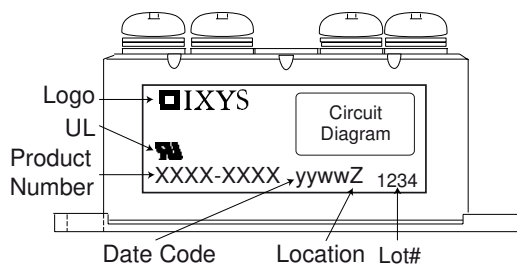 Logo
IXYS
Circuit
Diagram
UL
Product
Number
XXXX-XXXX yywwZ 1234
Date Code Location Lot#